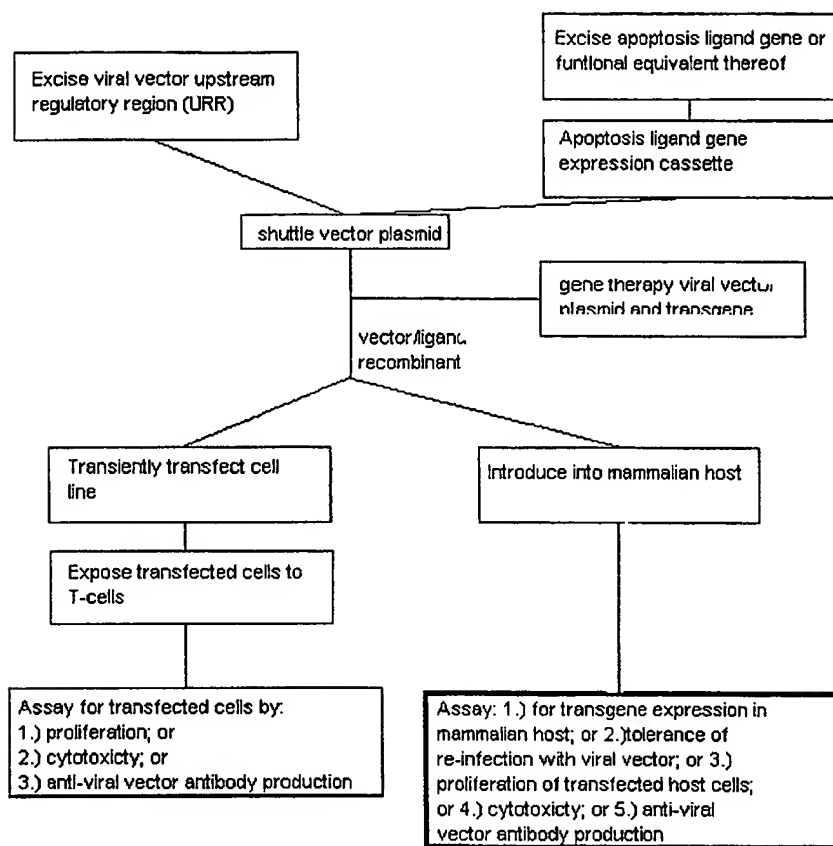 Excise apoptosis ligand gene or
funtional equivalent thereof
Excise viral vector upstream
regulatory region (URR)
Apoptosis ligand gene
expression cassette
shuttle vector plasmid
gene therapy viral vector
plasmid and transgene
vector/ligand
recombinant
Transiently transfect cell
line
Introduce into mammalian host
Expose transfected cells to
T-cells
Assay for transfected cells by:
1.) proliferation; or
2.) cytotoxicty; or
3.) anti-viral vector antibody production
Assay: 1.) for transgene expression in
mammalian host; or 2.)tolerance of
re-infection with viral vector; or 3.)
proliferation of transfected host cells;
or 4.) cytotoxicty; or 5.) anti-viral
vector antibody production